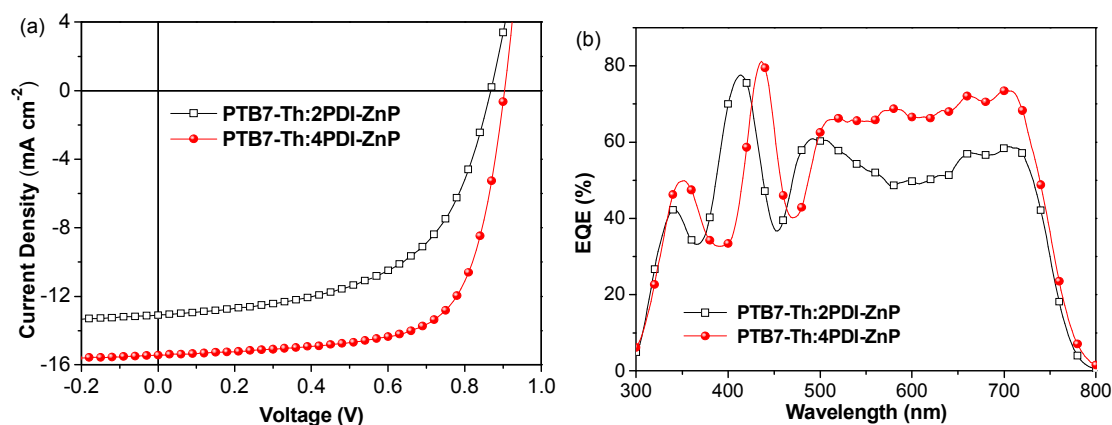 (a)
4
0
-4
-8
-12
-16
-0.2 0.0 0.2 0.4 0.6 0.8 1.0
Current Density (mA cm-2)
Voltage (V)
PTB7-Th:2PDI-ZnP
PTB7-Th:4PDI-ZnP
(b)
80
60
40
20
0
300 400 500 600 700 800
EQE (%)
Wavelength (nm)
PTB7-Th:2PDI-ZnP
PTB7-Th:4PDI-ZnP